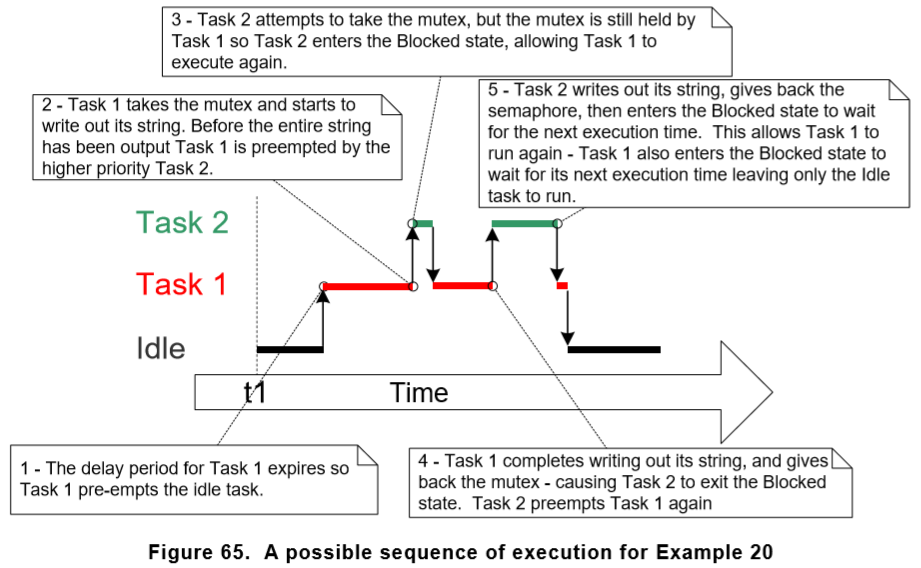 3 - Task 2 attempts to take the mutex, but the mutex is still held by
Task 1 so Task 2 enters the Blocked state, allowing Task 1 to
execute again.
2 - Task 1 takes the mutex and starts to
write out its string. Before the entire string
has been output Task 1 is preempted by the
higher priority Task 2.
5 - Task 2 writes out its string, gives back the
semaphore, then enters the Blocked state to wait
for the next execution time.  This allows Task 1 to
run again - Task 1 also enters the Blocked state to
wait for its next execution time leaving only the Idle
task to run.
Task 2
Task 1
Idle
t1
Time
1 - The delay period for Task 1 expires so
Task 1 pre-empts the idle task.
4 - Task 1 completes writing out its string, and gives
back the mutex - causing Task 2 to exit the Blocked
state.  Task 2 preempts Task 1 again
Figure 65.  A possible sequence of execution for Example 20